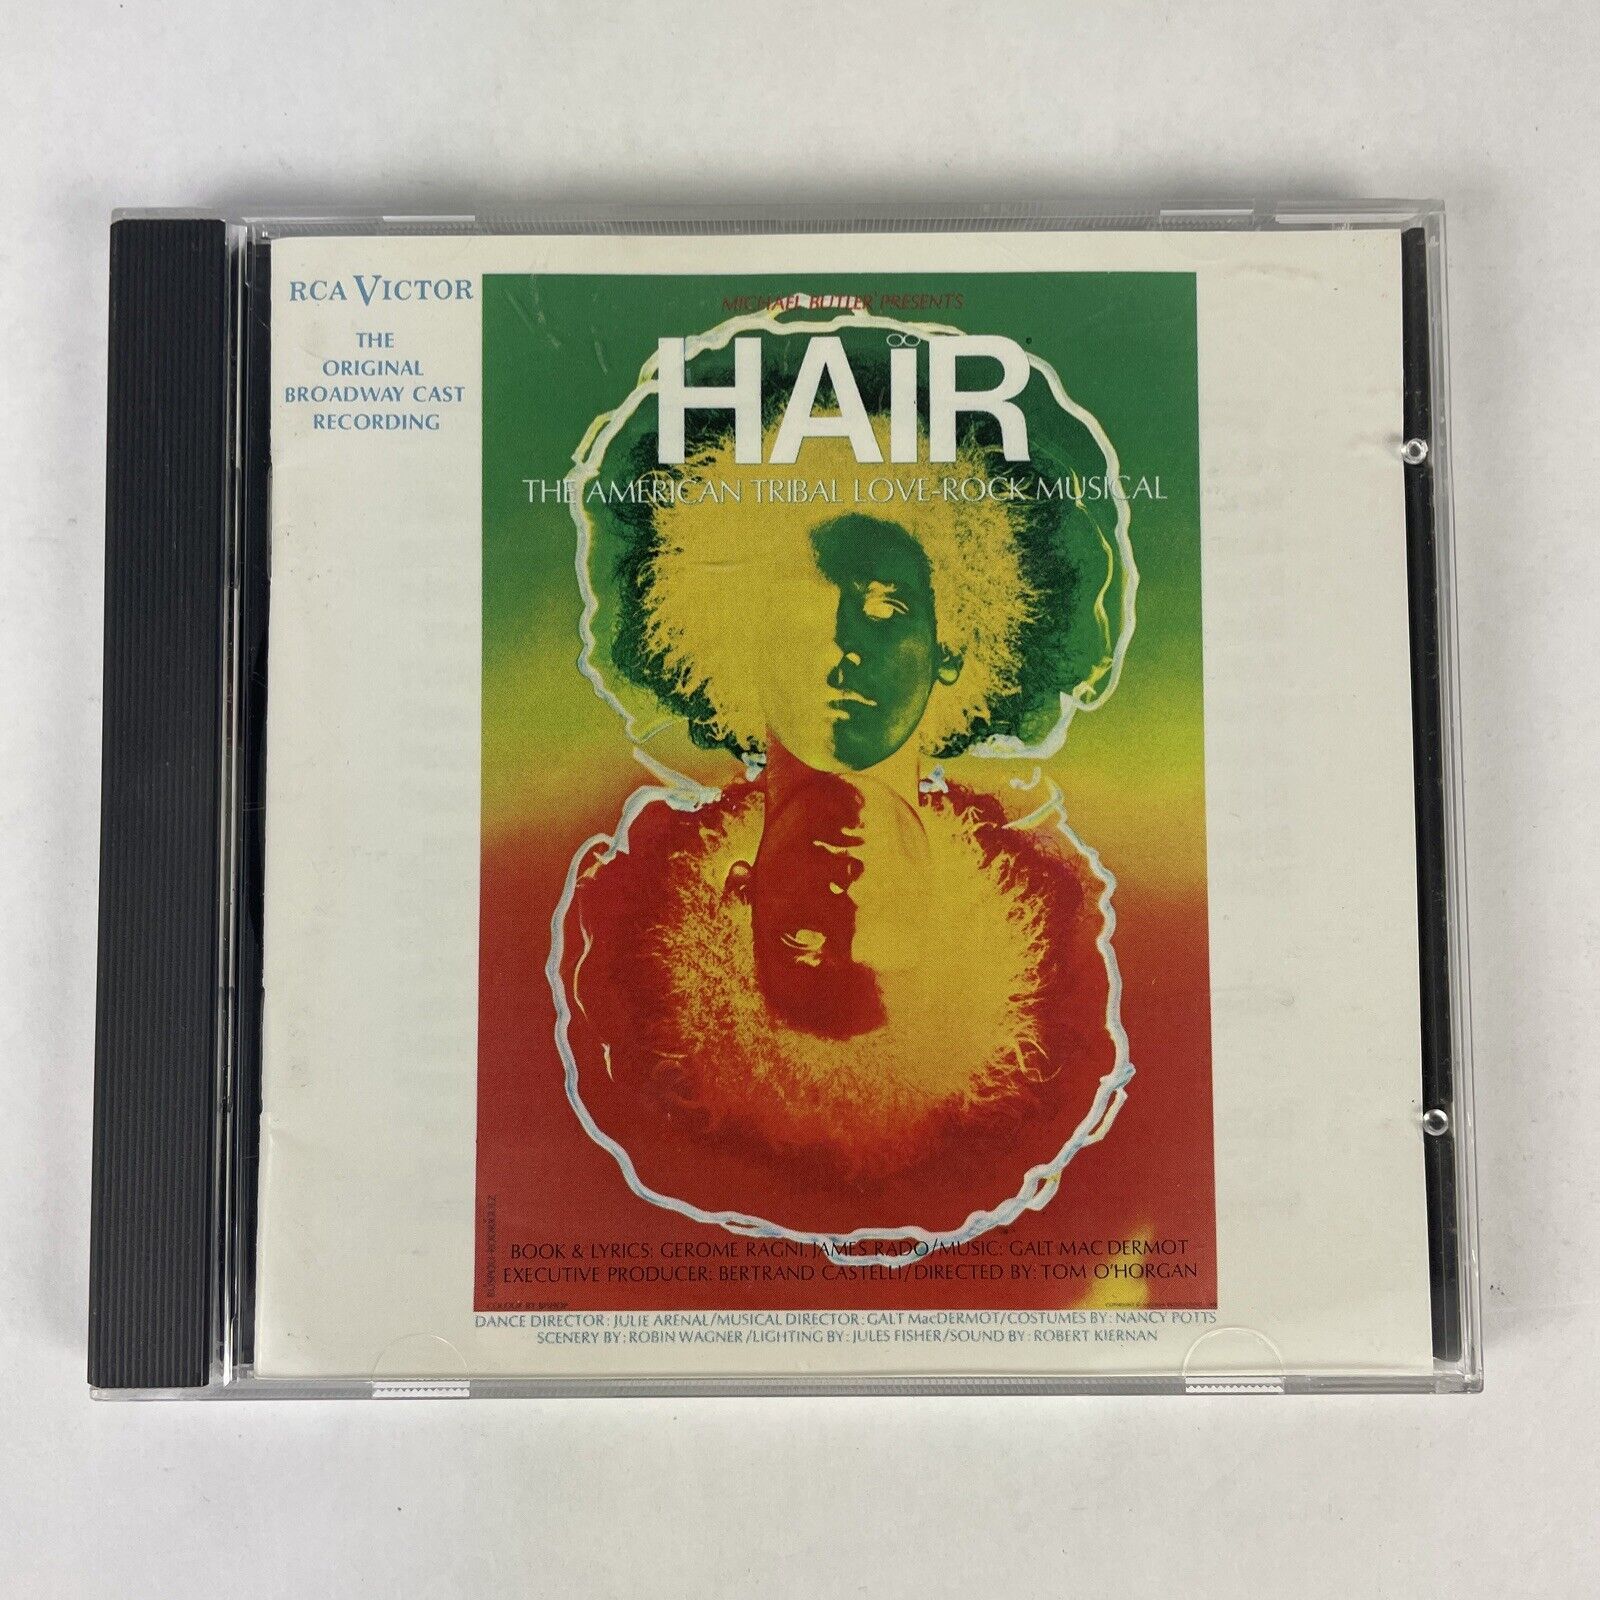 RCA VICTOR
THE
ORIGINAL
BROADWAY CAST
RECORDING
MICHAEL BUTLER PRESENTS
HAIR
THE AMERICAN TRIBAL LOVE-ROCK MUSICAL
BOOK & LYRICS: GEROME RAGNI, JAMES RADO/MUSIC: GALT MAC DERMOT
EXECUTIVE PRODUCER: BERTRAND CASTELLI/DIRECTED BY: TOM O'HORGAN
DANCE DIRECTOR: JULIE ARENAL/MUSICAL DIRECTOR: GALT MacDERMOT/COSTUMES BY: NANCY POTTS
SCENERY BY: ROBIN WAGNER/LIGHTING BY: JULES FISHER/SOUND BY: ROBERT KIERNAN